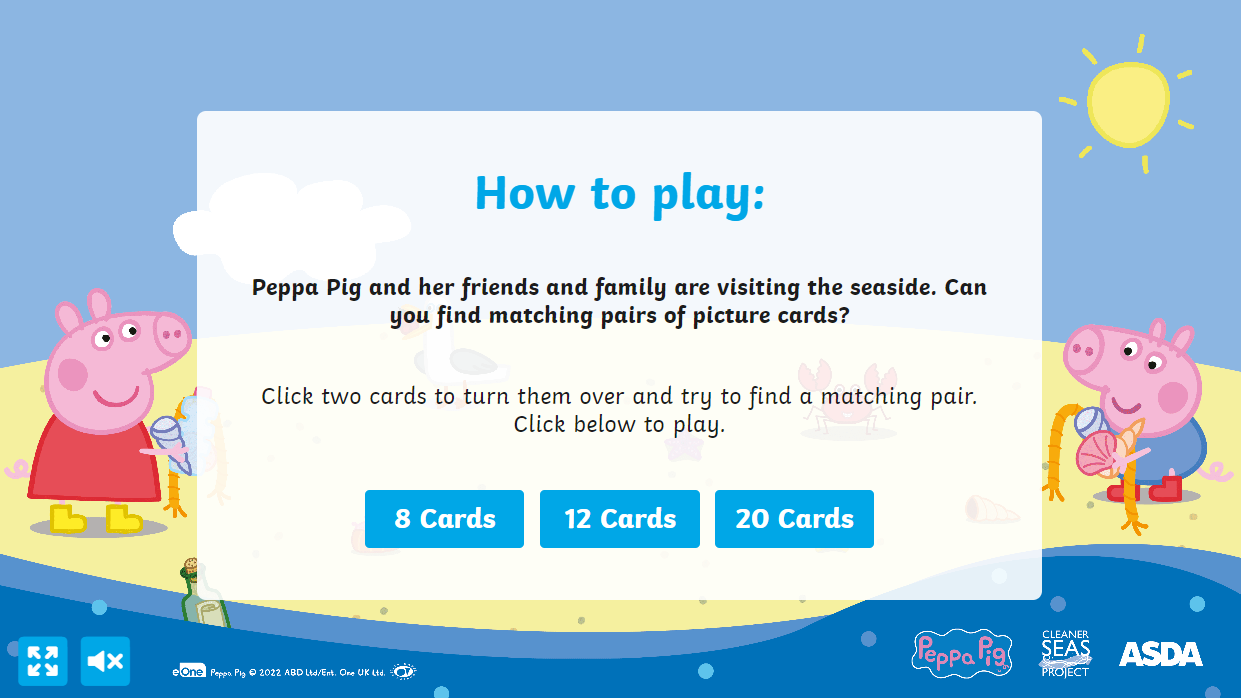 How to play:
Peppa Pig and her friends and family are visiting the seaside. Can
you find matching pairs of picture cards?
Click two cards to turn them over and try to find a matching pair.
Click below to play.
8 Cards
12 Cards
20 Cards
eOne Peppa Pig © 2022 ABD Ltd/Ent. One UK Ltd.
Peppa Pig
CLEANER
SEAS
PROJECT
ASDA